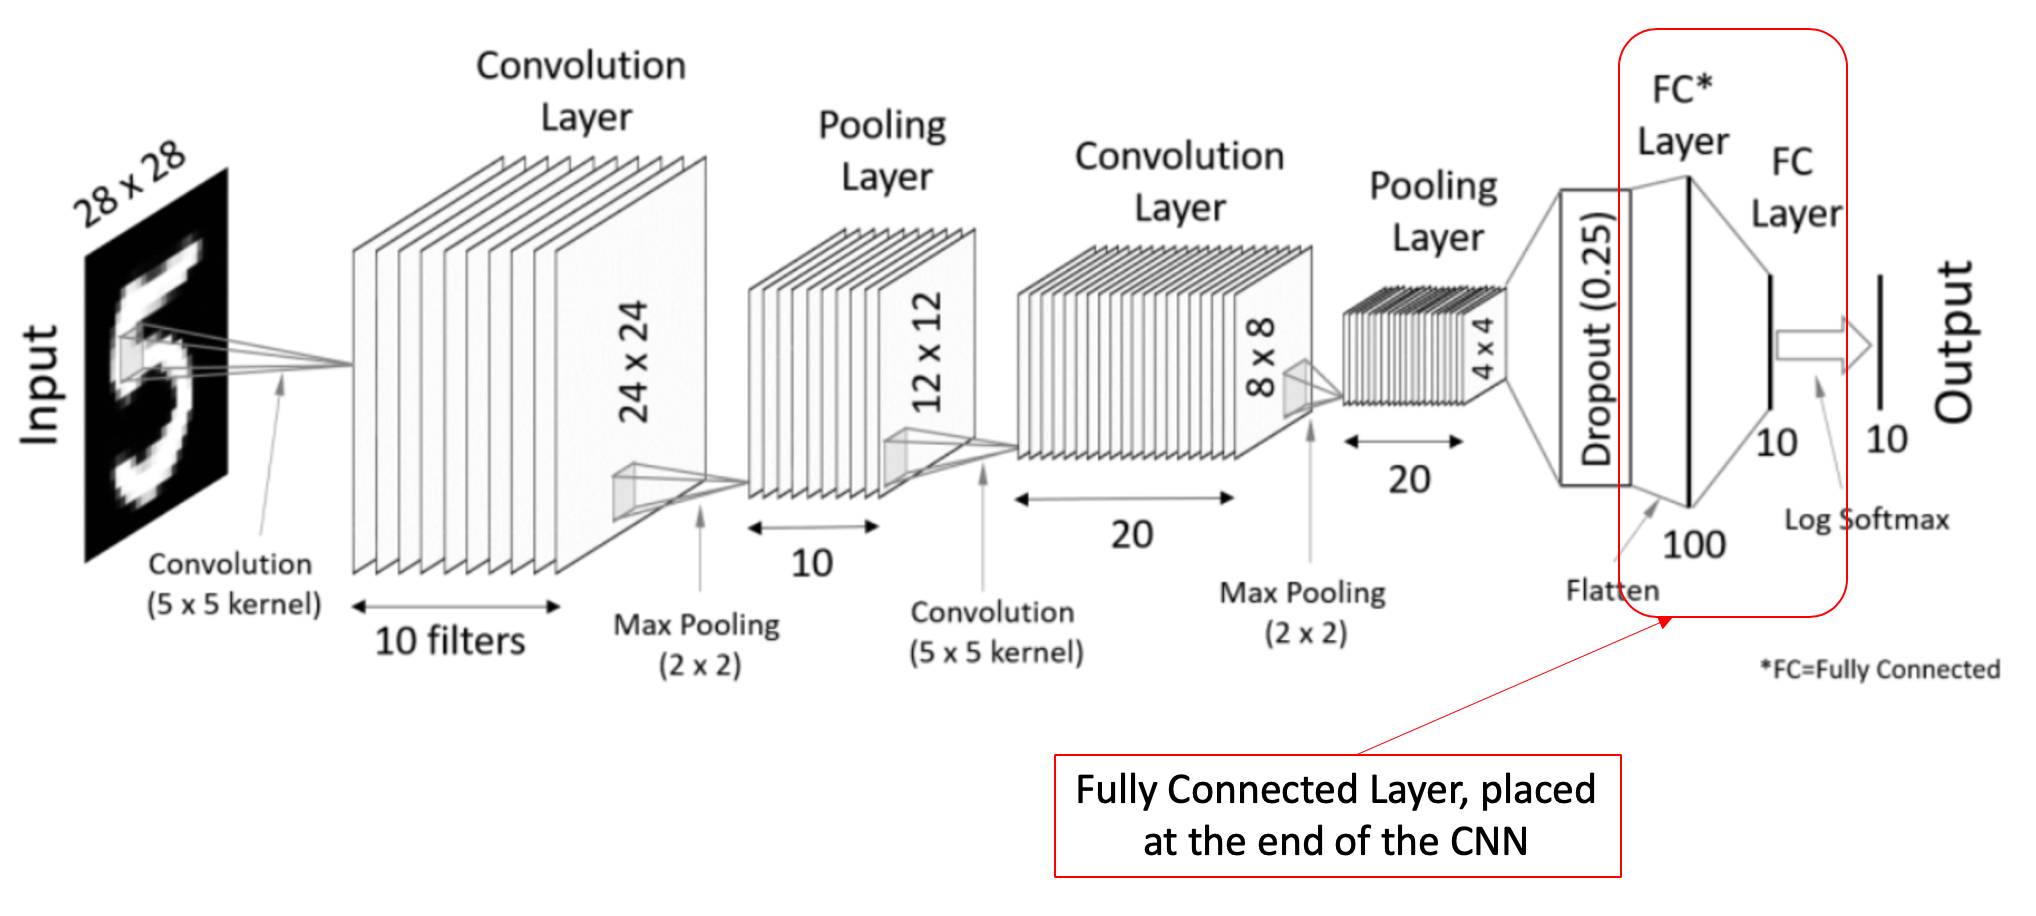 Input
28 x 28
Convolution
(5 x 5 kernel)
Convolution
Layer
24 x 24
10 filters
Max Pooling
(2 x 2)
Pooling
Layer
12 x 12
10
Convolution
(5 x 5 kernel)
Convolution
Layer
8 x 8
20
Max Pooling
(2 x 2)
Pooling
Layer
4 x 4
20
Dropout (0.25)
Flatten
FC*
Layer
100
FC
Layer
10
Log Softmax
10
Output
*FC=Fully Connected
Fully Connected Layer, placed
at the end of the CNN